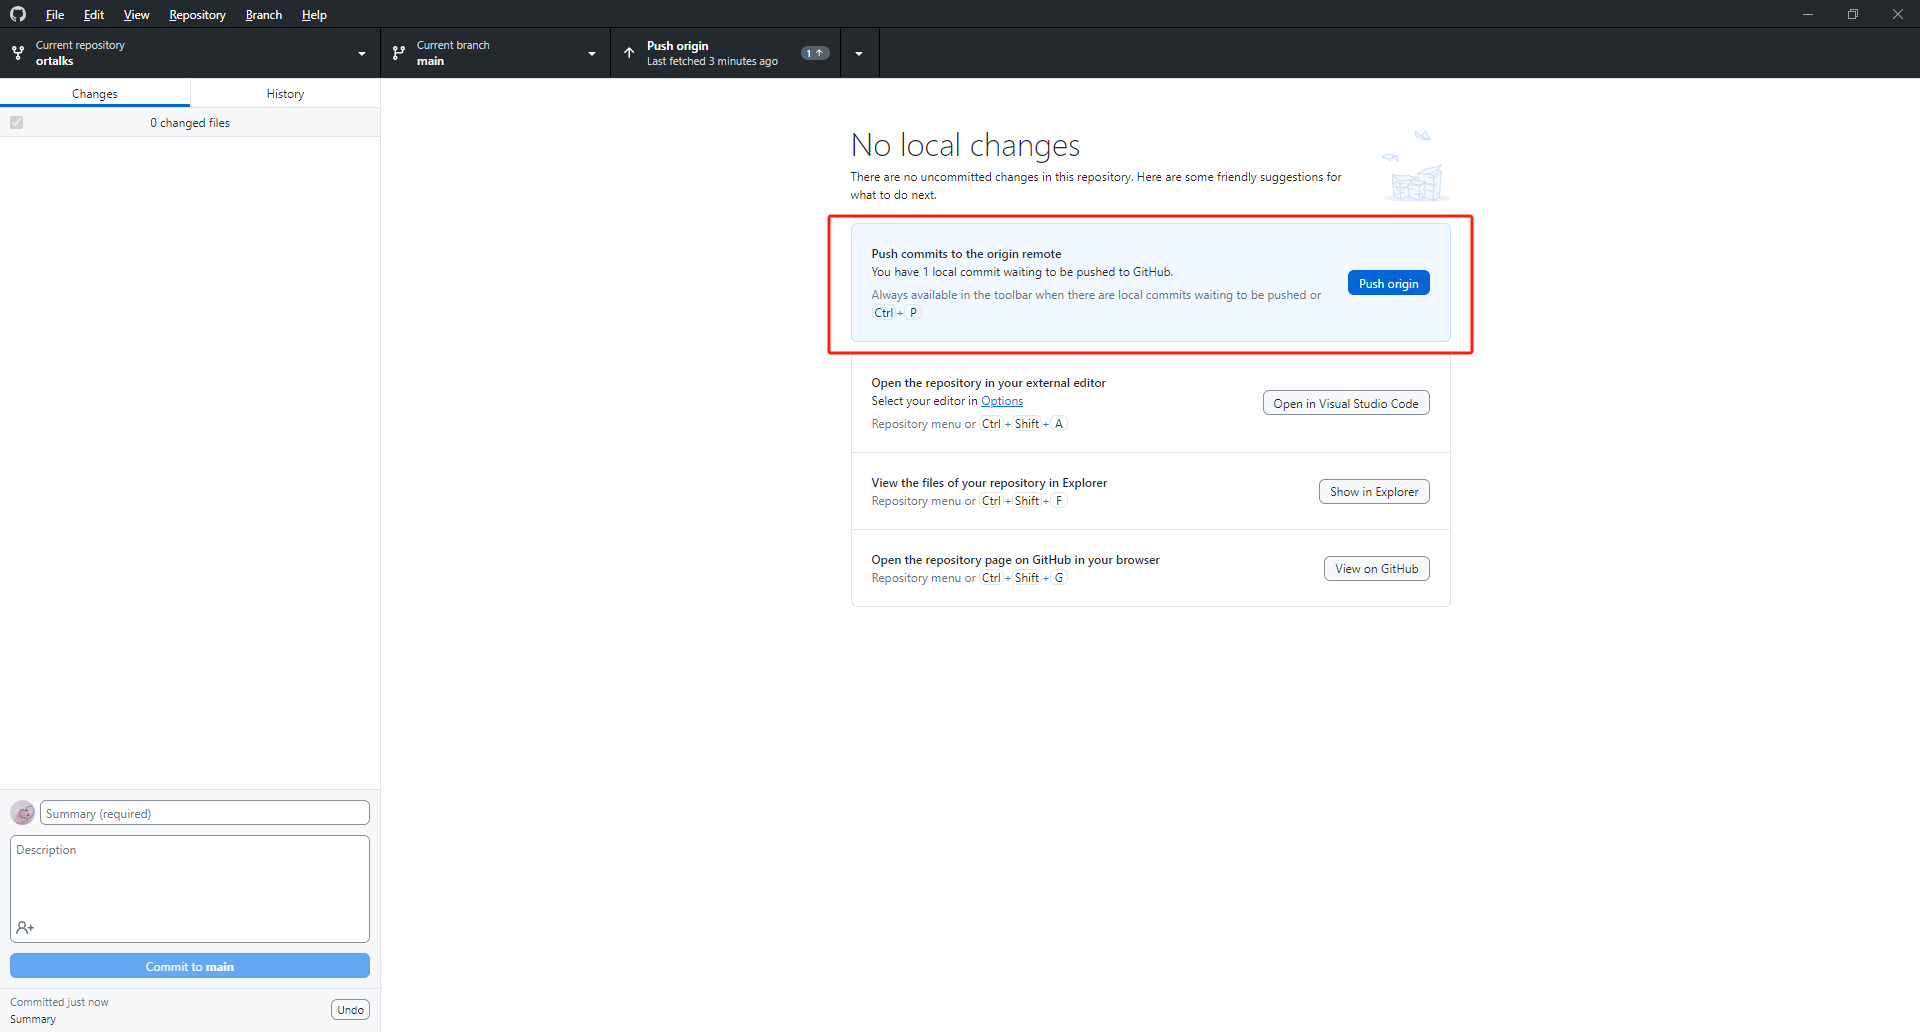 File Edit View Repository Branch Help
Current repository
ortalks
Current branch
main
Push origin
Last fetched 3 minutes ago
1
Changes
History
0 changed files
No local changes
There are no uncommitted changes in this repository. Here are some friendly suggestions for
what to do next.
Push commits to the origin remote
You have 1 local commit waiting to be pushed to GitHub.
Always available in the toolbar when there are local commits waiting to be pushed or
Ctrl + P
Push origin
Open the repository in your external editor
Select your editor in Options
Repository menu or Ctrl + Shift + A
Open in Visual Studio Code
View the files of your repository in Explorer
Repository menu or Ctrl + Shift + F
Show in Explorer
Open the repository page on GitHub in your browser
Repository menu or Ctrl + Shift + G
View on GitHub
Summary (required)
Description
Commit to main
Committed just now
Summary
Undo